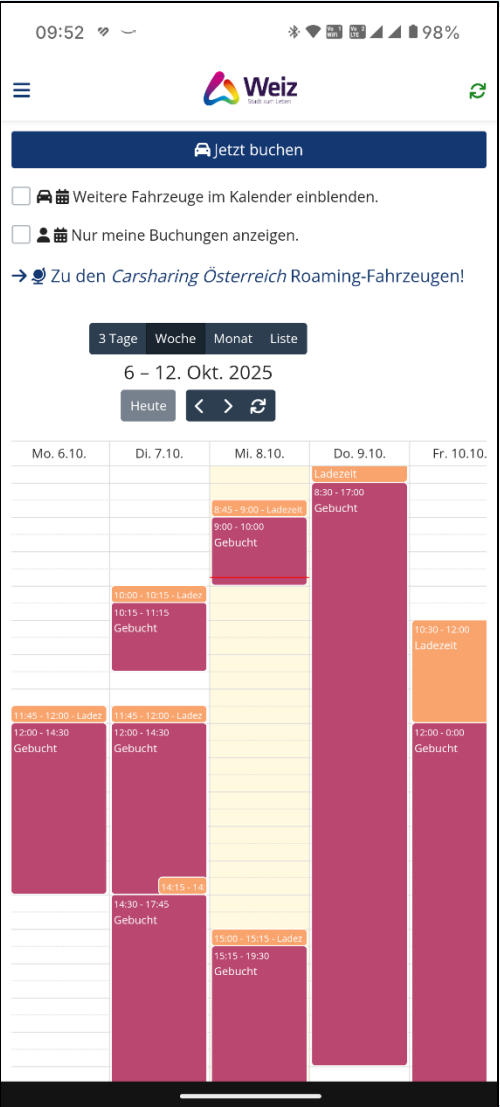 09:52
98%
Weiz
Stadt zum Leben
Jetzt buchen
Weitere Fahrzeuge im Kalender einblenden.
Nur meine Buchungen anzeigen.
Zu den Carsharing Österreich Roaming-Fahrzeugen!
3 Tage Woche Monat Liste
6 – 12. Okt. 2025
Heute
Mo. 6.10. Di. 7.10. Mi. 8.10. Do. 9.10. Fr. 10.10.
11:45 - 12:00 - Ladez
12:00 - 14:30
Gebucht
10:00 - 10:15 - Ladez
10:15 - 11:15
Gebucht
11:45 - 12:00 - Ladez
12:00 - 14:30
Gebucht
14:15 - 14
14:30 - 17:45
Gebucht
8:45 - 9:00 - Ladezeit
9:00 - 10:00
Gebucht
15:00 - 15:15 - Ladez
15:15 - 19:30
Gebucht
Ladezeit
8:30 - 17:00
Gebucht
10:30 - 12:00
Ladezeit
12:00 - 0:00
Gebucht